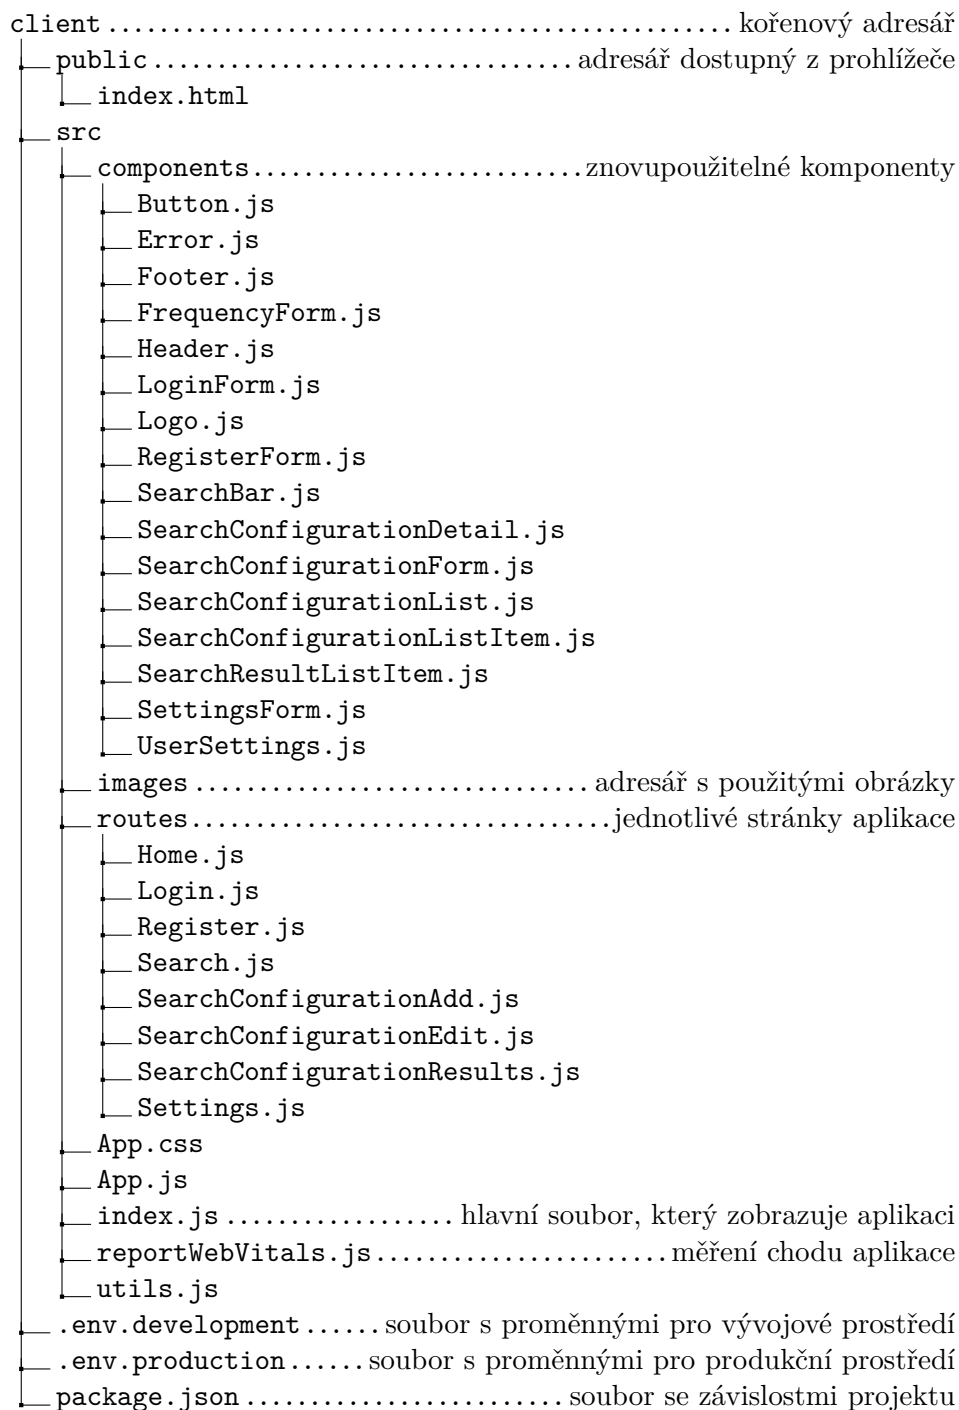 client ................................................... kořenový adresář
public ................................. adresář dostupný z prohlížeče
index.html
src
components .......................... znovupoužitelné komponenty
Button.js
Error.js
Footer.js
FrequencyForm.js
Header.js
LoginForm.js
Logo.js
RegisterForm.js
SearchBar.js
SearchConfigurationDetail.js
SearchConfigurationForm.js
SearchConfigurationList.js
SearchConfigurationListItem.js
SearchResultListItem.js
SettingsForm.js
UserSettings.js
images ............................... adresář s použitými obrázky
routes ................................. jednotlivé stránky aplikace
Home.js
Login.js
Register.js
Search.js
SearchConfigurationAdd.js
SearchConfigurationEdit.js
SearchConfigurationResults.js
Settings.js
App.css
App.js
index.js .................. hlavní soubor, který zobrazuje aplikaci
reportWebVitals.js ....................... měření chodu aplikace
utils.js
.env.development ...... soubor s proměnnými pro vývojové prostředí
.env.production ...... soubor s proměnnými pro produkční prostředí
package.json ......................... soubor se závislostmi projektu